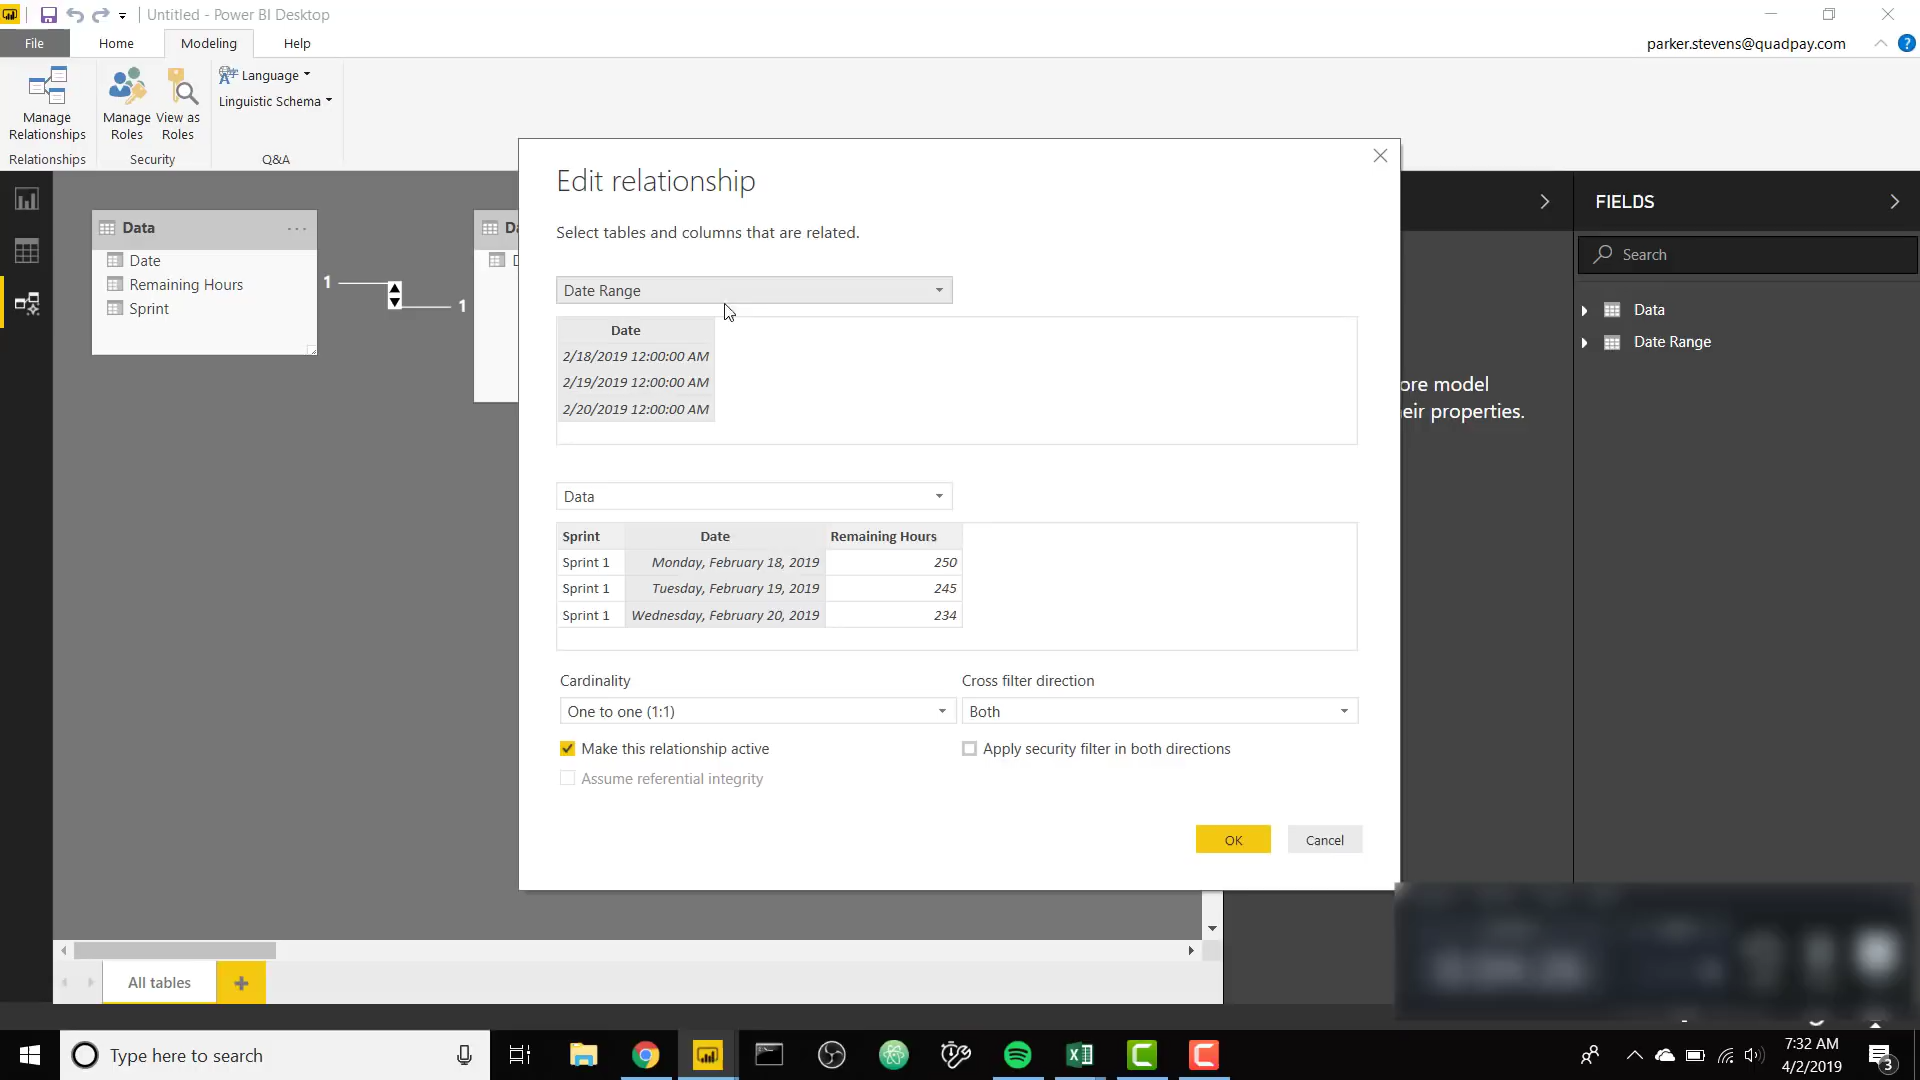 Untitled - Power BI Desktop
File
Home
Modeling
Help
parker.stevens@quadpay.com
?
Manage
Relationships
Manage
Roles
View as
Roles
Language
Linguistic Schema
Relationships
Security
Q&A
Data
Date
Remaining Hours
Sprint
1
1
Edit relationship
Select tables and columns that are related.
Date Range
Date
2/18/2019 12:00:00 AM
2/19/2019 12:00:00 AM
2/20/2019 12:00:00 AM
Data
Sprint Date Remaining Hours
Sprint 1 Monday, February 18, 2019 250
Sprint 1 Tuesday, February 19, 2019 245
Sprint 1 Wednesday, February 20, 2019 234
Cardinality
Cross filter direction
One to one (1:1)
Both
Make this relationship active
Apply security filter in both directions
Assume referential integrity
OK
Cancel
ore model
eir properties.
FIELDS
Search
Data
Date Range
All tables
Type here to search
7:32 AM
4/2/2019
3